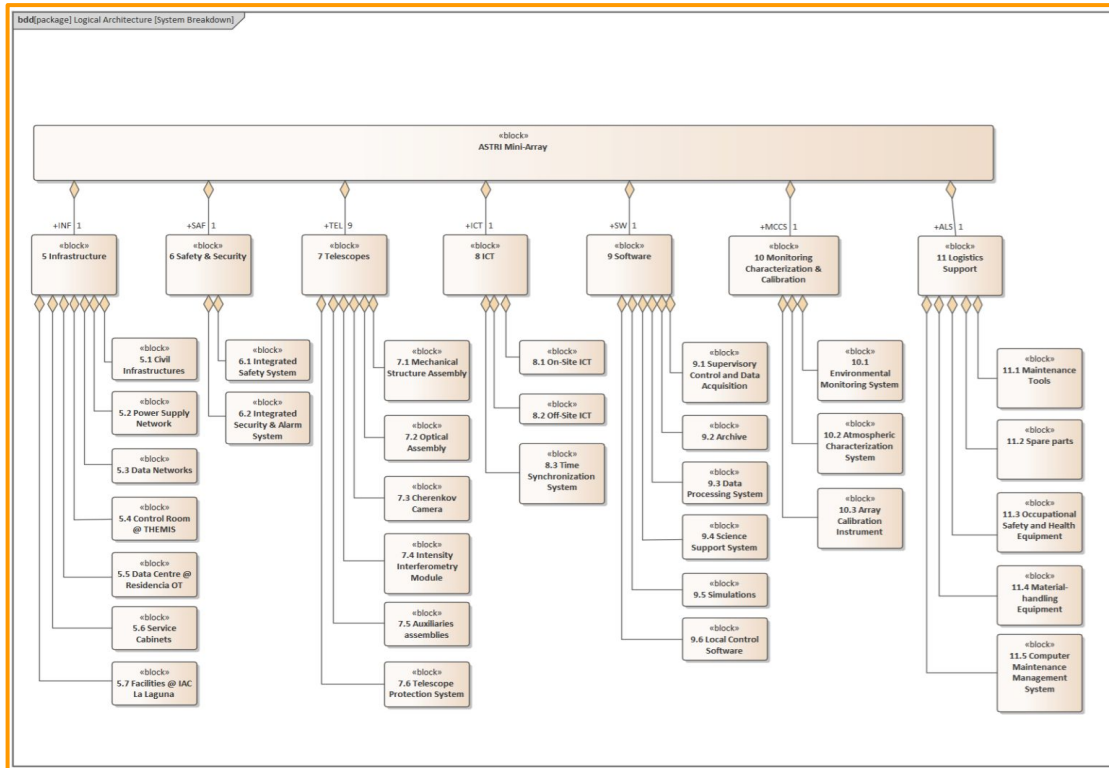 bdd[package] Logical Architecture [System Breakdown]
«block»
ASTRI Mini-Array
+INF 1
+SAF 1
+TEL 9
+ICT 1
+SW 1
+MCCS 1
+ALS 1
«block»
5 Infrastructure
«block»
6 Safety & Security
«block»
7 Telescopes
«block»
8 ICT
«block»
9 Software
«block»
10 Monitoring
Characterization &
Calibration
«block»
11 Logistics
Support
«block»
5.1 Civil
Infrastructures
«block»
5.2 Power Supply
Network
«block»
5.3 Data Networks
«block»
5.4 Control Room
@ THEMIS
«block»
5.5 Data Centre @
Residencia OT
«block»
5.6 Service
Cabinets
«block»
5.7 Facilities @ IAC
La Laguna
«block»
6.1 Integrated
Safety System
«block»
6.2 Integrated
Security & Alarm
System
«block»
7.1 Mechanical
Structure Assembly
«block»
7.2 Optical
Assembly
«block»
7.3 Cherenkov
Camera
«block»
7.4 Intensity
Interferometry
Module
«block»
7.5 Auxiliaries
assemblies
«block»
7.6 Telescope
Protection System
«block»
8.1 On-Site ICT
«block»
8.2 Off-Site ICT
«block»
8.3 Time
Synchronization
System
«block»
9.1 Supervisory
Control and Data
Acquisition
«block»
9.2 Archive
«block»
9.3 Data
Processing System
«block»
9.4 Science
Support System
«block»
9.5 Simulations
«block»
9.6 Local Control
Software
«block»
10.1
Environmental
Monitoring System
«block»
10.2 Atmospheric
Characterization
System
«block»
10.3 Array
Calibration
Instrument
«block»
10.1
11.1 Maintenance
Tools
«block»
11.2 Spare parts
«block»
11.3 Occupational
Safety and Health
Equipment
«block»
11.4 Material-
handling
Equipment
«block»
11.5 Computer
Maintenance
Management
System